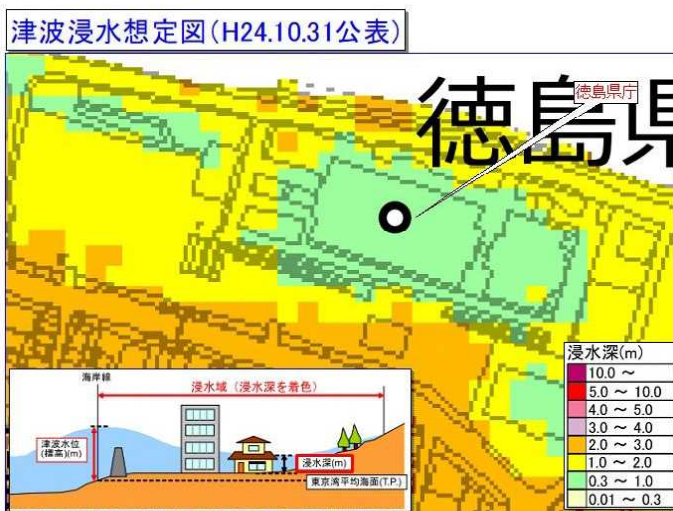 津波浸水想定図(H24.10.31公表)
徳島県庁
徳島県
浸水深(m)
10.0 ～
5.0 ～ 10.0
4.0 ～ 5.0
3.0 ～ 4.0
2.0 ～ 3.0
1.0 ～ 2.0
0.3 ～ 1.0
0.01 ～ 0.3
海岸線
浸水域（浸水深を着色）
津波水位
(標高)(m)
浸水深(m)
東京湾平均海面(T.P.)